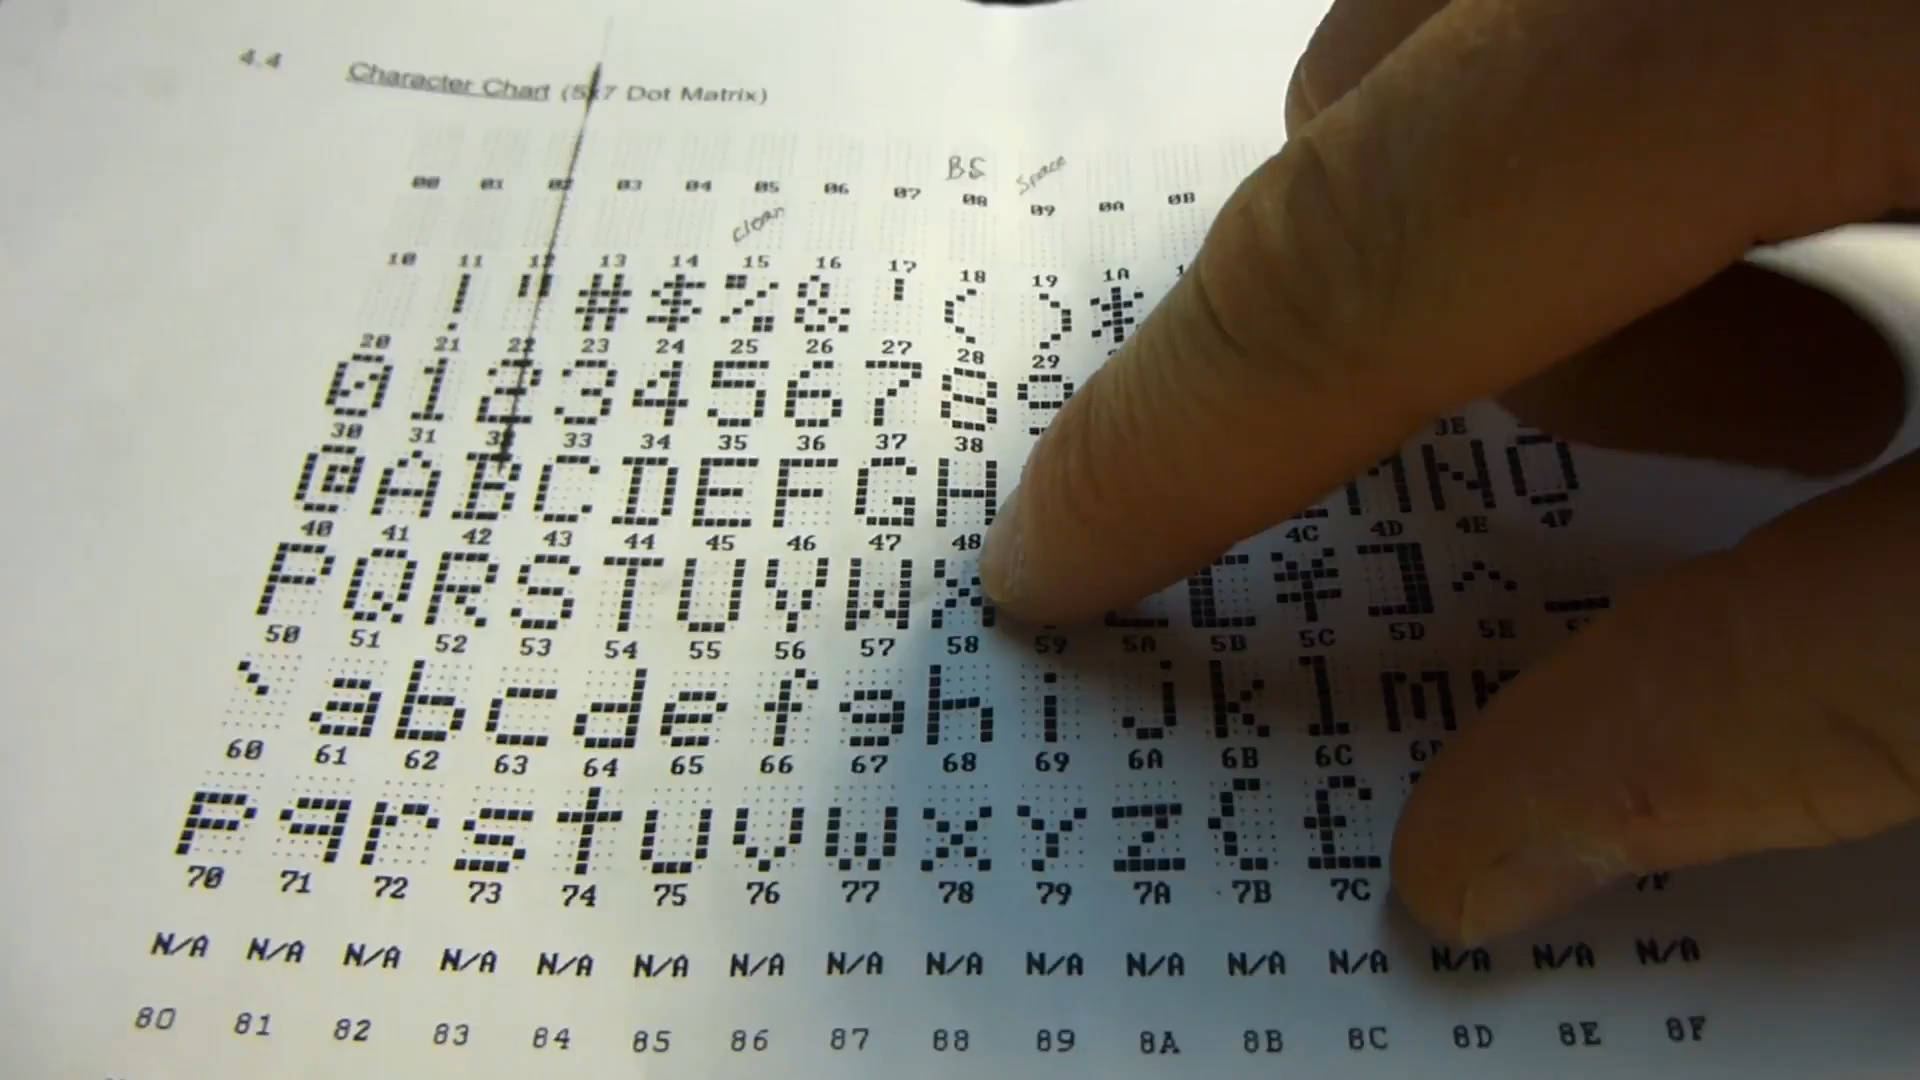 4.4 Character Chart (5x7 Dot Matrix)
BS Space
00 01 02 03 04 05 06 07 08 09 0A 0B
clear
10 11 12 13 14 15 16 17 18 19 1A
! " # $ % & ' ( ) *
20 21 22 23 24 25 26 27 28 29
0 1 2 3 4 5 6 7 8 9
30 31 32 33 34 35 36 37 38 3E
@ A B C D E F G H M N O
40 41 42 43 44 45 46 47 48 4C 4D 4E 4F
P Q R S T U V W X Z [ ¥ ] ^ _
50 51 52 53 54 55 56 57 58 59 5A 5B 5C 5D 5E
` a b c d e f g h i j k l m
60 61 62 63 64 65 66 67 68 69 6A 6B 6C
p q r s t u v w x y z { £
70 71 72 73 74 75 76 77 78 79 7A 7B 7C 7F
N/A N/A N/A N/A N/A N/A N/A N/A N/A N/A N/A N/A N/A N/A N/A N/A
80 81 82 83 84 85 86 87 88 89 8A 8B 8C 8D 8E 8F